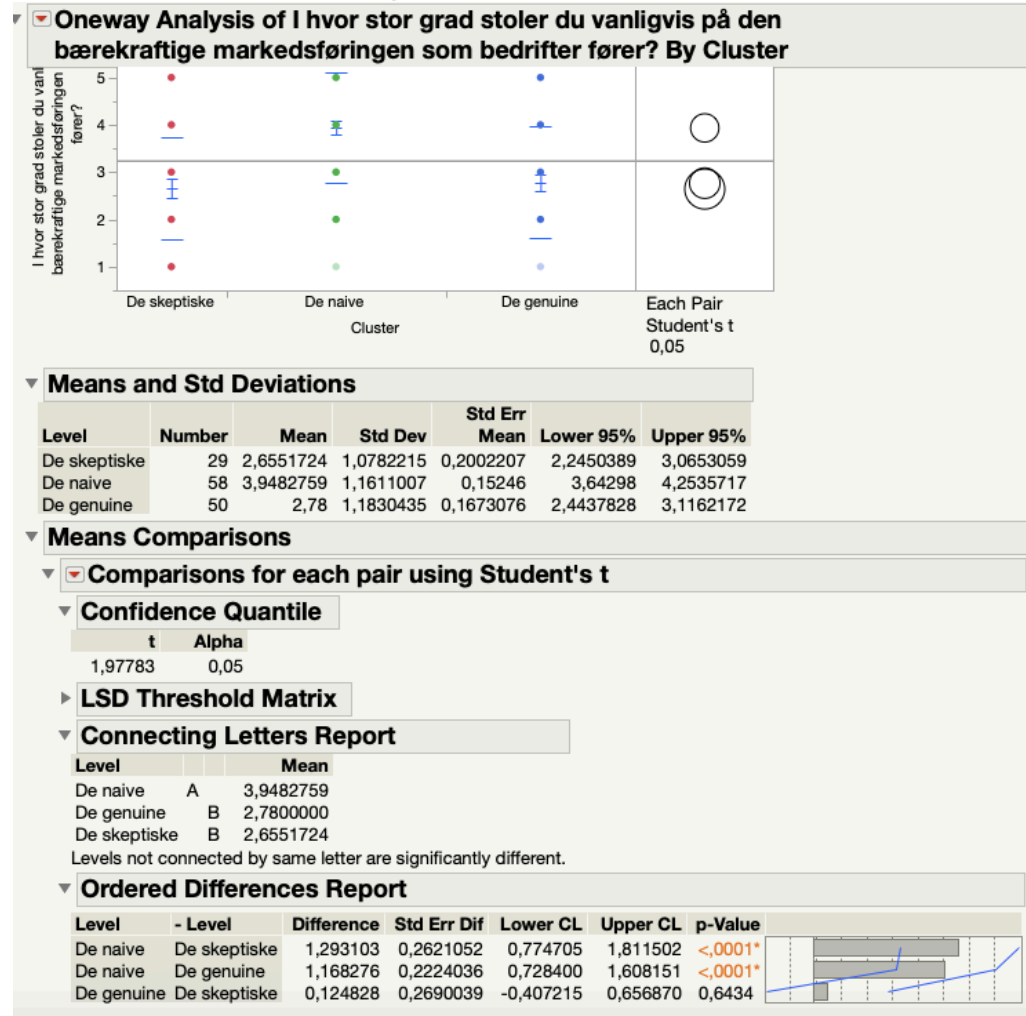 Oneway Analysis of I hvor stor grad stoler du vanligvis på den
bærekraftige markedsføringen som bedrifter fører? By Cluster
I hvor stor grad stoler du vanl
bærekraftige markedsføringen
fører?
5
4
3
2
1
De skeptiske De naive De genuine
Cluster
Each Pair
Student's t
0,05
Means and Std Deviations
Std Err
Level Number Mean Std Dev Mean Lower 95% Upper 95%
De skeptiske 29 2,6551724 1,0782215 0,2002207 2,2450389 3,0653059
De naive 58 3,9482759 1,1611007 0,15246 3,64298 4,2535717
De genuine 50 2,78 1,1830435 0,1673076 2,4437828 3,1162172
Means Comparisons
Comparisons for each pair using Student's t
Confidence Quantile
t Alpha
1,97783 0,05
LSD Threshold Matrix
Connecting Letters Report
Level Mean
De naive A 3,9482759
De genuine B 2,7800000
De skeptiske B 2,6551724
Levels not connected by same letter are significantly different.
Ordered Differences Report
Level - Level Difference Std Err Dif Lower CL Upper CL p-Value
De naive De skeptiske 1,293103 0,2621052 0,774705 1,811502 <,0001*
De naive De genuine 1,168276 0,2224036 0,728400 1,608151 <,0001*
De genuine De skeptiske 0,124828 0,2690039 -0,407215 0,656870 0,6434